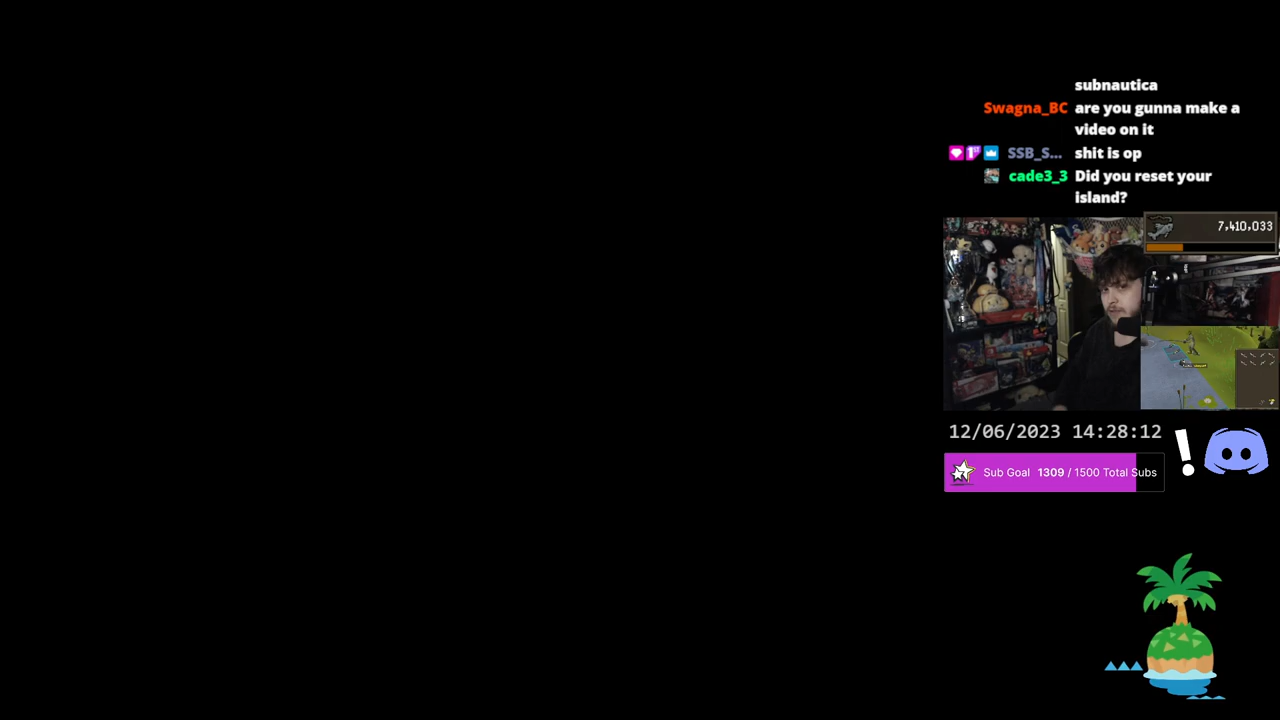 subnautica
Swagna_BC are you gunna make a
video on it
SSB_S... shit is op
cade3_3 Did you reset your
island?
7,410,033
12/06/2023 14:28:12
Sub Goal 1309 / 1500 Total Subs